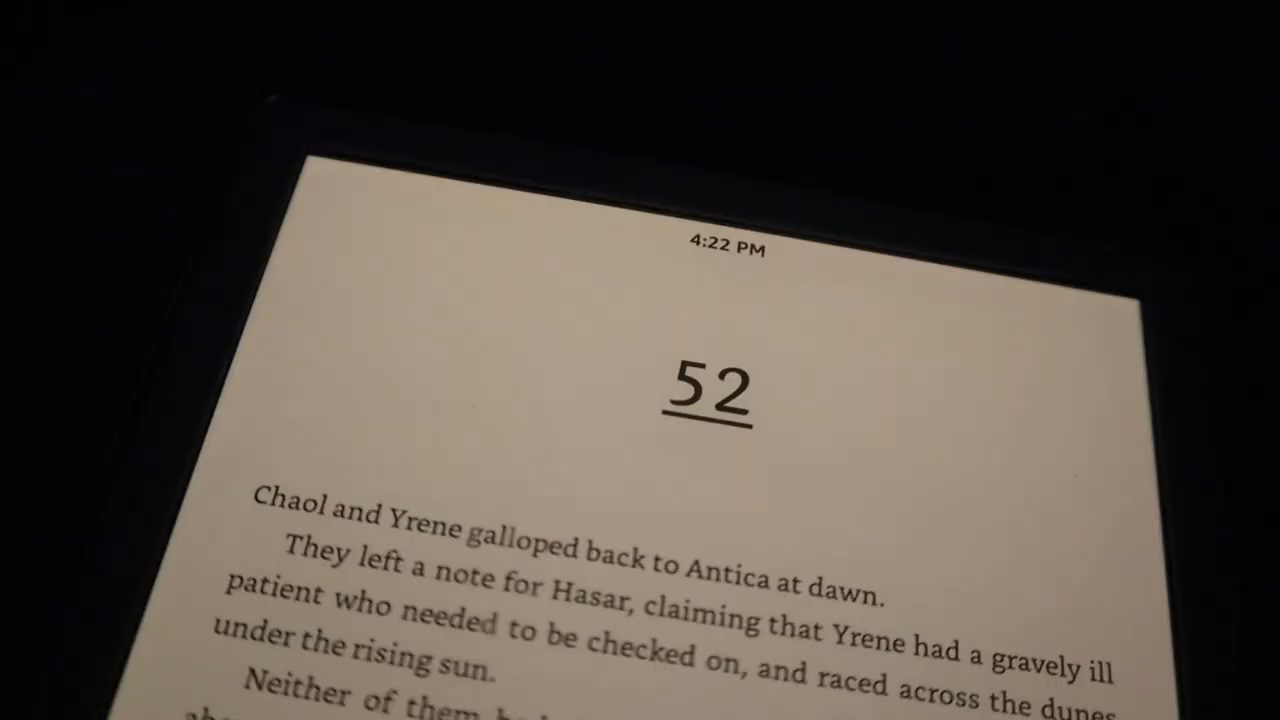 4:22 PM
52
Chaol and Yrene galloped back to Antica at dawn.
They left a note for Hasar, claiming that Yrene had a gravely ill
patient who needed to be checked on, and raced across the dunes
under the rising sun.
Neither of them